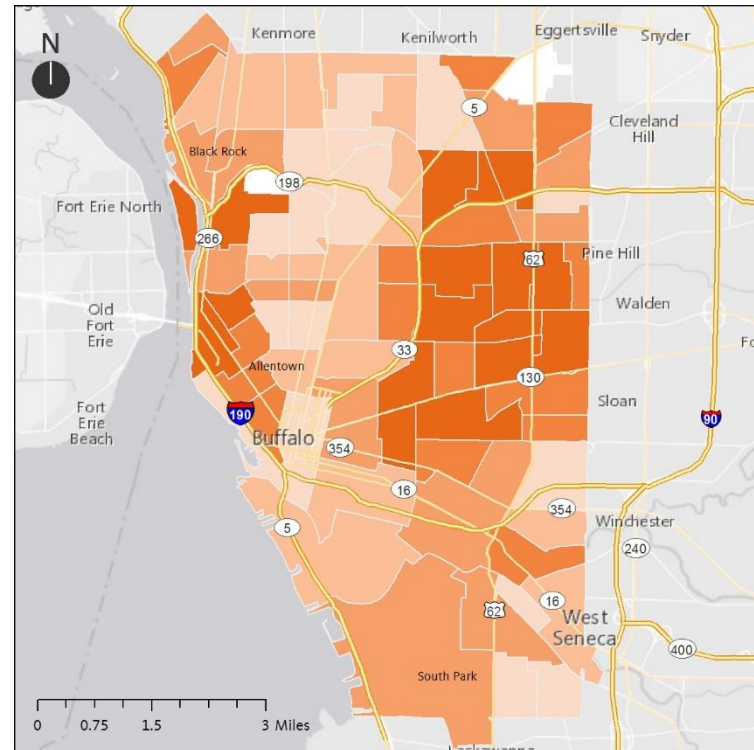 Kenmore
Kenilworth
Eggertsville
Snyder
N
5
Cleveland
Hill
Black Rock
198
Fort Erie North
266
62
Pine Hill
Walden
Old
Fort
Erie
33
Allentown
130
Sloan
Fort
Erie
Beach
190
90
Buffalo
354
16
354
5
Winchester
240
16
62
West
Seneca
400
South Park
0 0.75 1.5 3 Miles